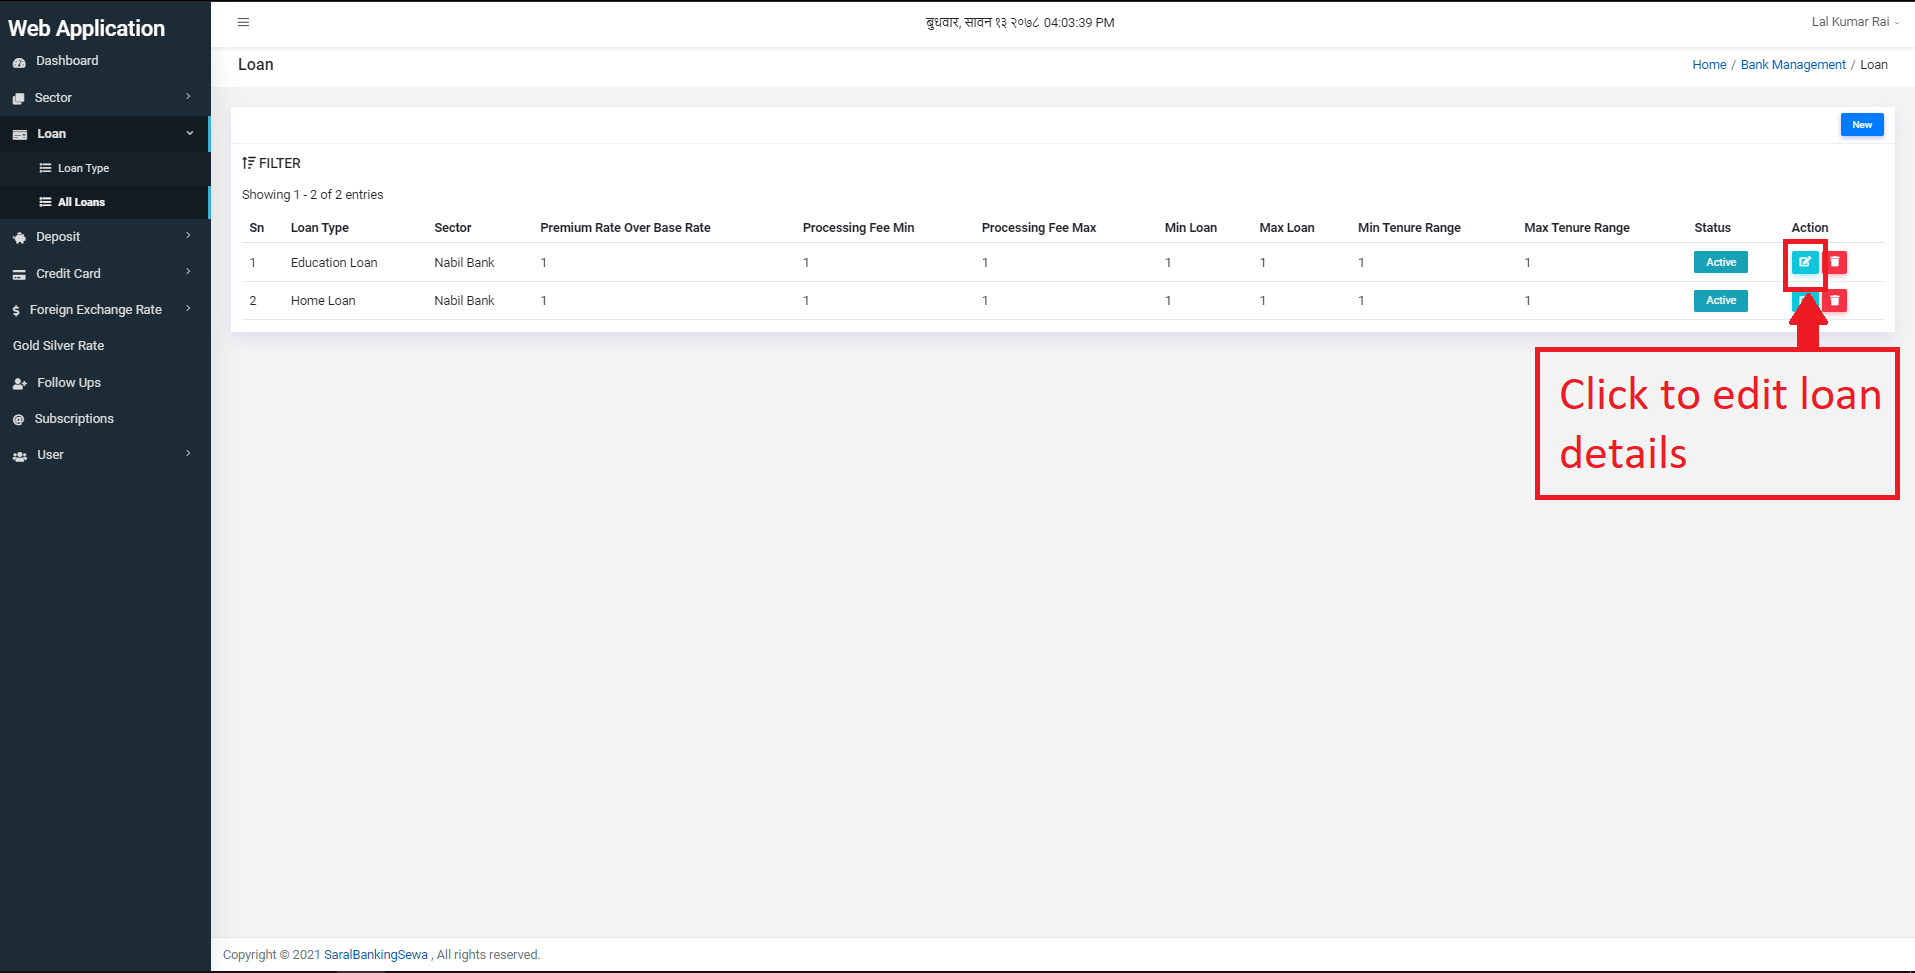 Web Application
बुधवार, सावन १३ २०७८ 04:03:39 PM
Lal Kumar Rai
Dashboard
Sector
Loan
Loan Type
All Loans
Deposit
Credit Card
Foreign Exchange Rate
Gold Silver Rate
Follow Ups
Subscriptions
User
Loan
Home / Bank Management / Loan
New
FILTER
Showing 1 - 2 of 2 entries
Sn Loan Type Sector Premium Rate Over Base Rate Processing Fee Min Processing Fee Max Min Loan Max Loan Min Tenure Range Max Tenure Range Status Action
1 Education Loan Nabil Bank 1 1 1 1 1 1 1 Active
2 Home Loan Nabil Bank 1 1 1 1 1 1 1 Active
Click to edit loan
details
Copyright © 2021 SaralBankingSewa , All rights reserved.